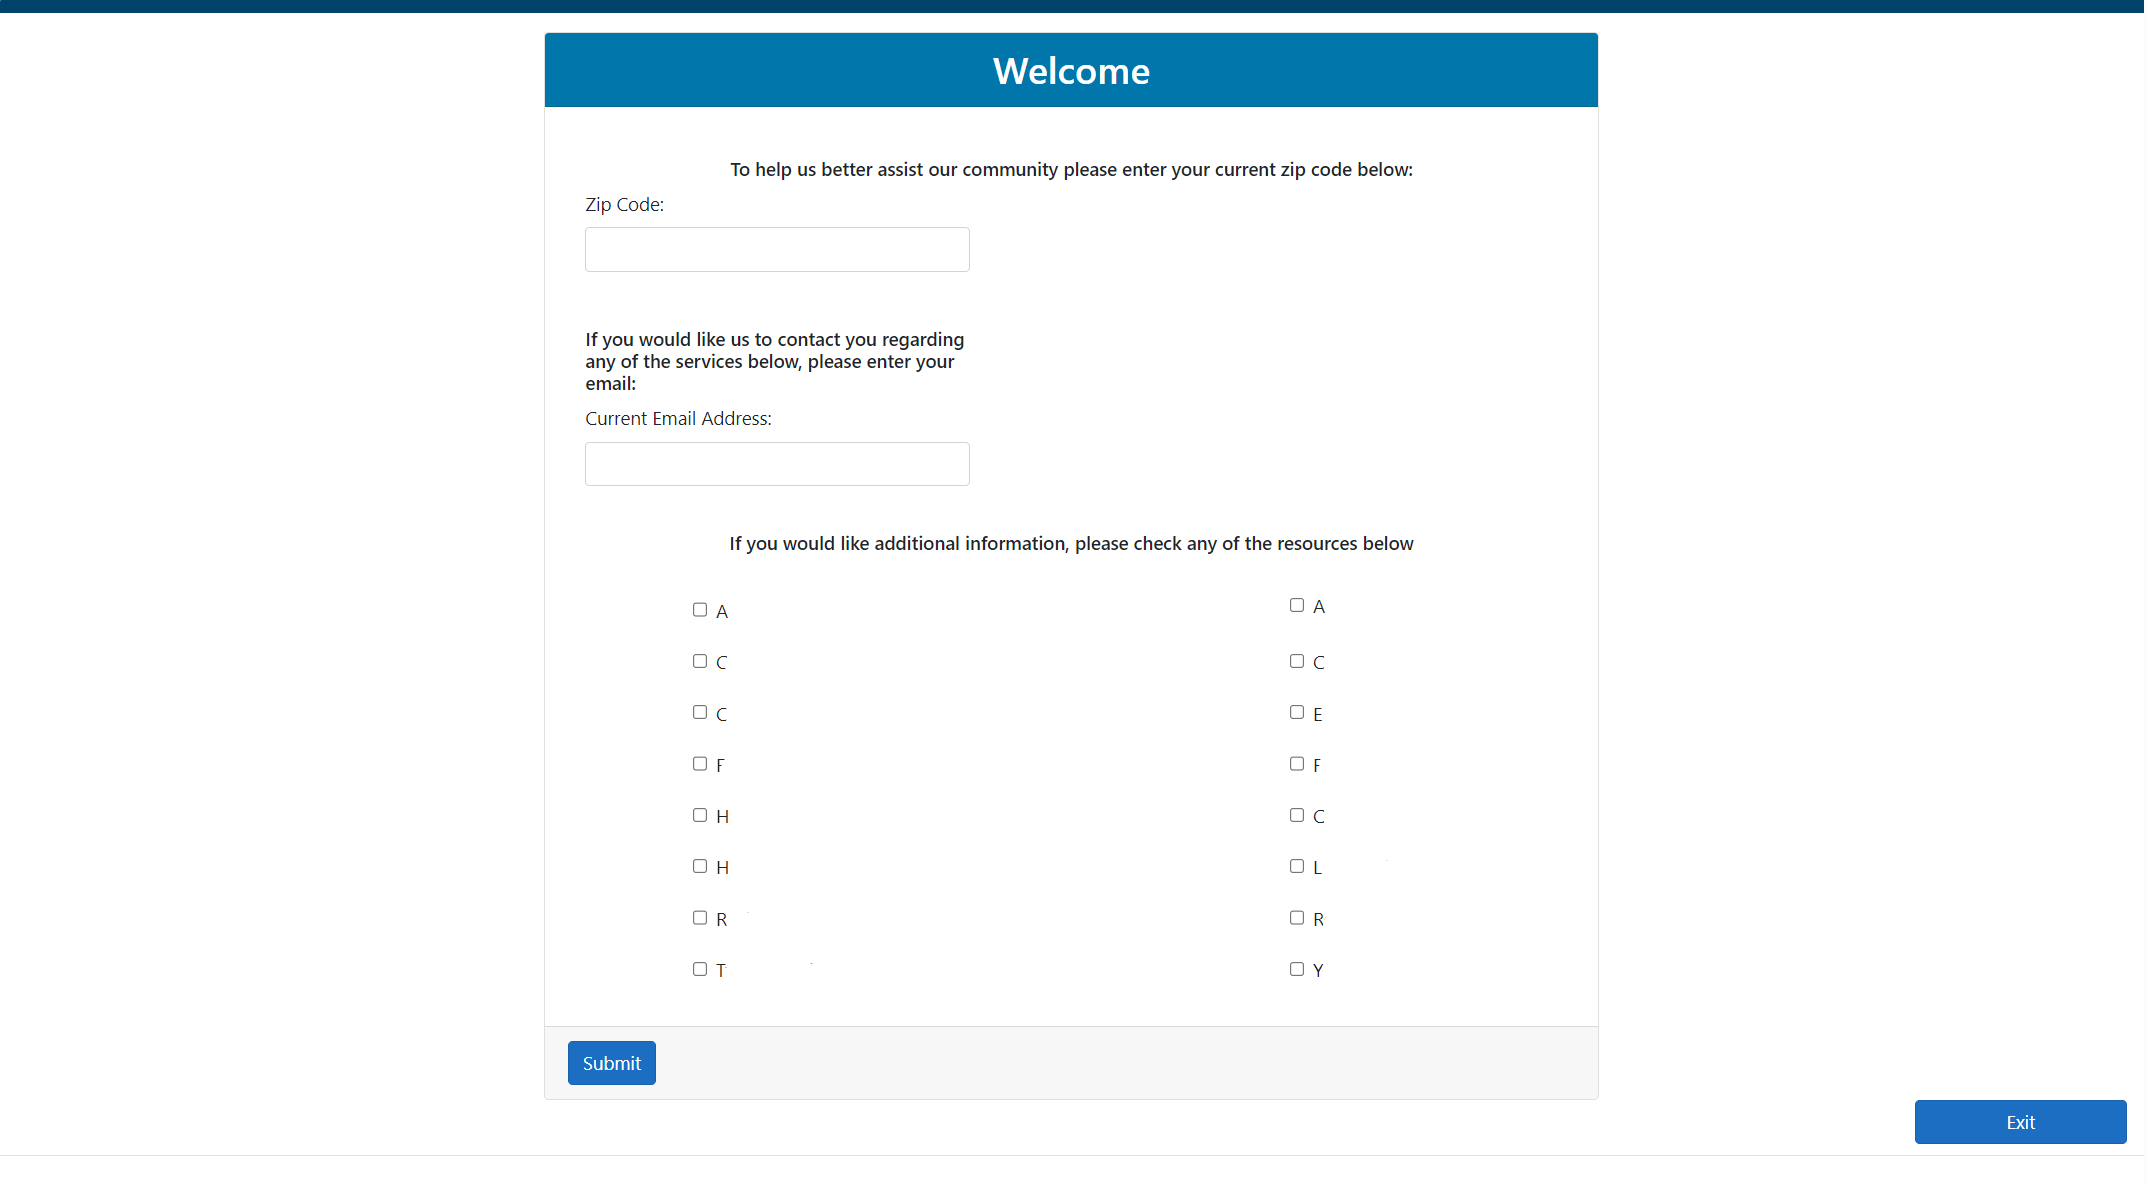 Welcome
To help us better assist our community please enter your current zip code below:
Zip Code:
If you would like us to contact you regarding
any of the services below, please enter your
email:
Current Email Address:
If you would like additional information, please check any of the resources below
A
A
C
C
C
E
F
F
H
C
H
L
R
R
T
Y
Submit
Exit